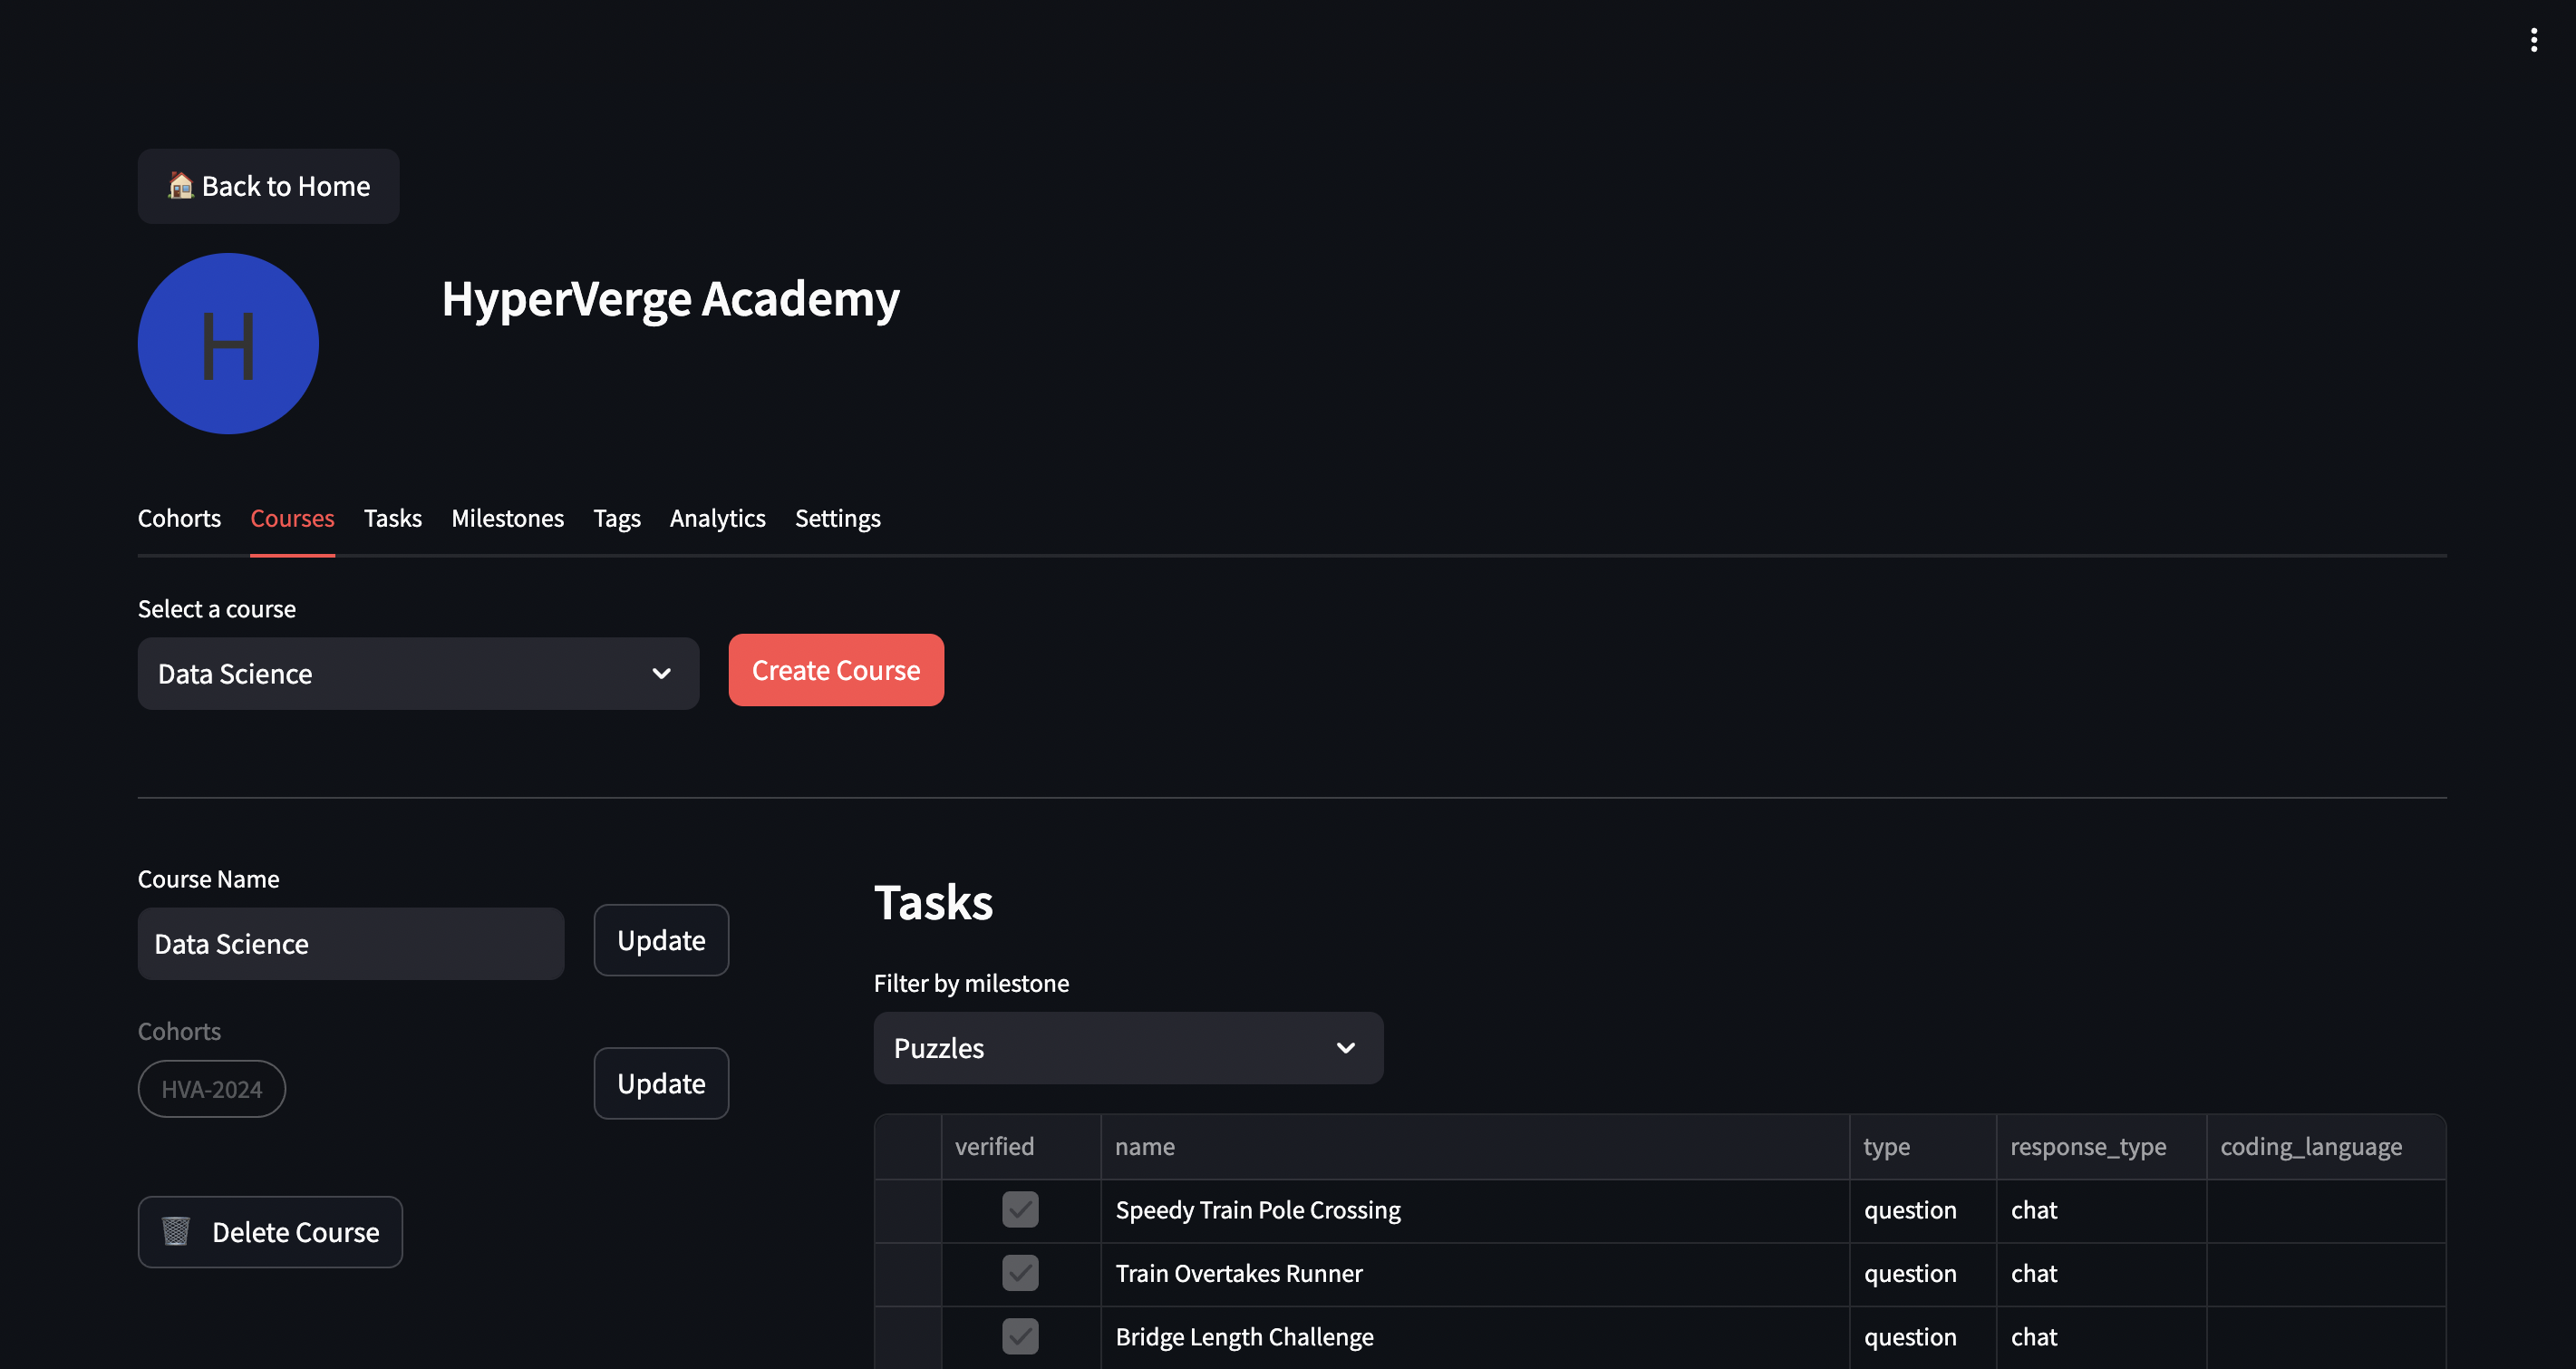 Back to Home
H
HyperVerge Academy
Cohorts Courses Tasks Milestones Tags Analytics Settings
Select a course
Data Science
Create Course
Course Name
Data Science
Update
Cohorts
HVA-2024
Update
Delete Course
Tasks
Filter by milestone
Puzzles
verified name type response_type coding_language
Speedy Train Pole Crossing question chat
Train Overtakes Runner question chat
Bridge Length Challenge question chat